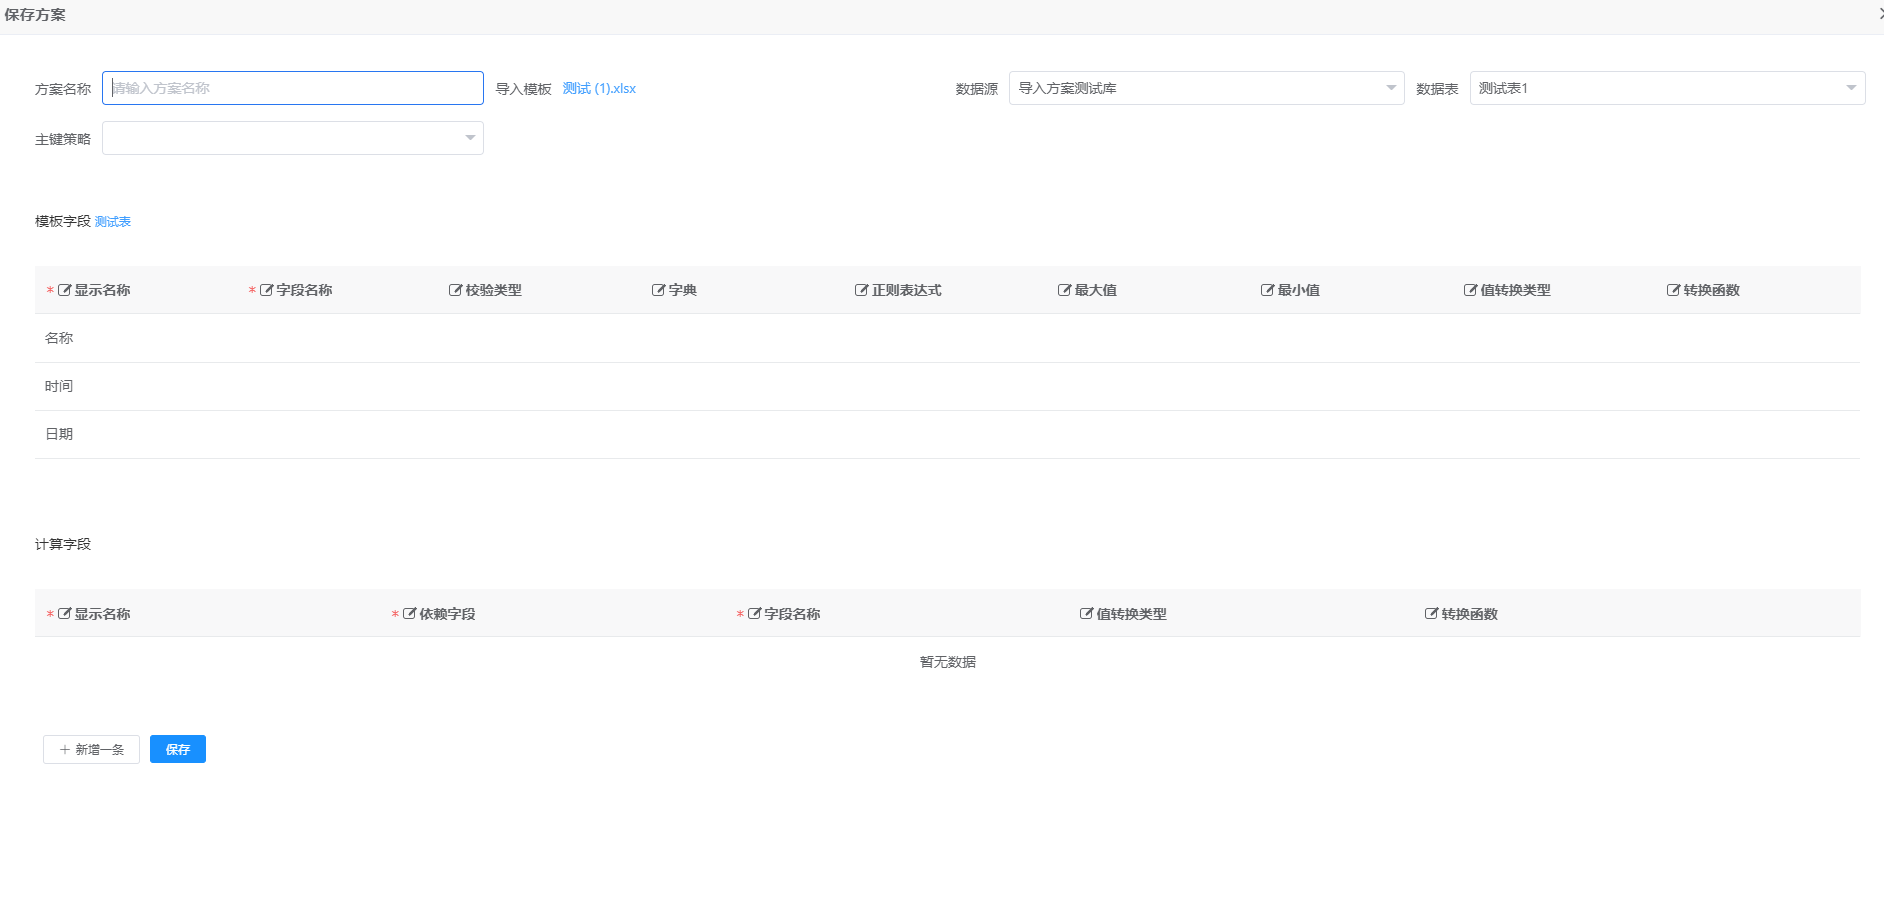 保存方案
方案名称 请输入方案名称 导入模板 测试 (1).xlsx 数据源 导入方案测试库 数据表 测试表1
主键策略
模板字段 测试表
* 显示名称 * 字段名称 校验类型 字典 正则表达式 最大值 最小值 值转换类型 转换函数
名称
时间
日期
计算字段
* 显示名称 * 依赖字段 * 字段名称 值转换类型 转换函数
暂无数据
+ 新增一条 保存